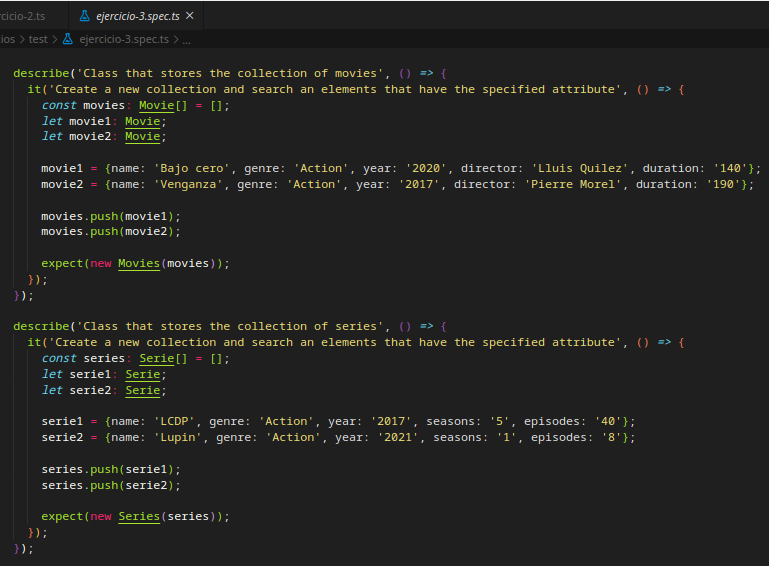 rcicio-2.ts ejercicio-3.spec.ts ×
ios > test > ejercicio-3.spec.ts > ...
describe('Class that stores the collection of movies', () => {
it('Create a new collection and search an elements that have the specified attribute', () => {
const movies: Movie[] = [];
let movie1: Movie;
let movie2: Movie;
movie1 = {name: 'Bajo cero', genre: 'Action', year: '2020', director: 'Lluis Quilez', duration: '140'};
movie2 = {name: 'Venganza', genre: 'Action', year: '2017', director: 'Pierre Morel', duration: '190'};
movies.push(movie1);
movies.push(movie2);
expect(new Movies(movies));
});
});
describe('Class that stores the collection of series', () => {
it('Create a new collection and search an elements that have the specified attribute', () => {
const series: Serie[] = [];
let serie1: Serie;
let serie2: Serie;
serie1 = {name: 'LCDP', genre: 'Action', year: '2017', seasons: '5', episodes: '40'};
serie2 = {name: 'Lupin', genre: 'Action', year: '2021', seasons: '1', episodes: '8'};
series.push(serie1);
series.push(serie2);
expect(new Series(series));
});
});